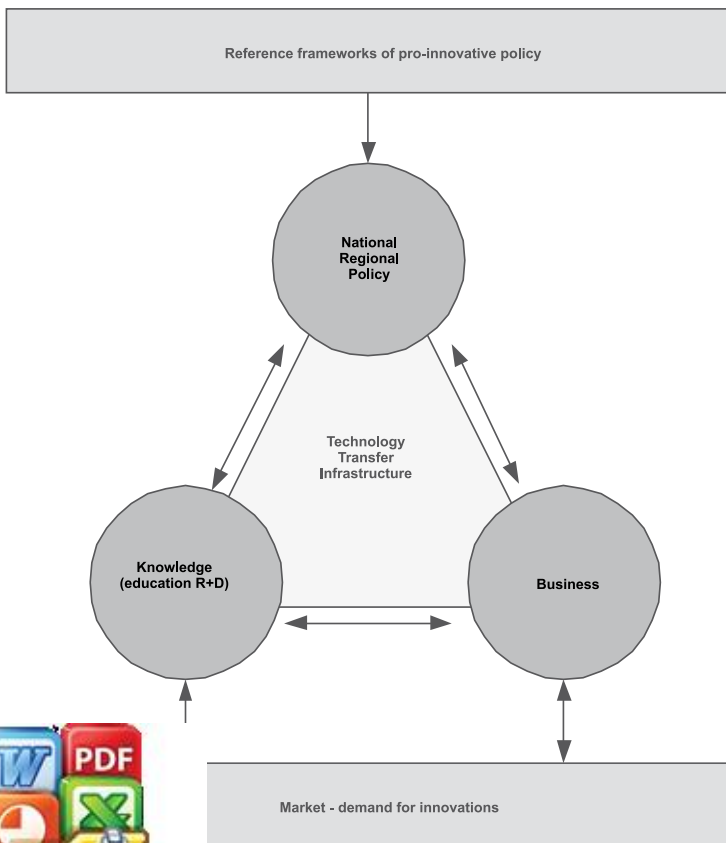 Reference frameworks of pro-innovative policy
National
Regional
Policy
Technology
Transfer
Infrastructure
Knowledge
(education R+D)
Business
W
PDF
X
Market - demand for innovations